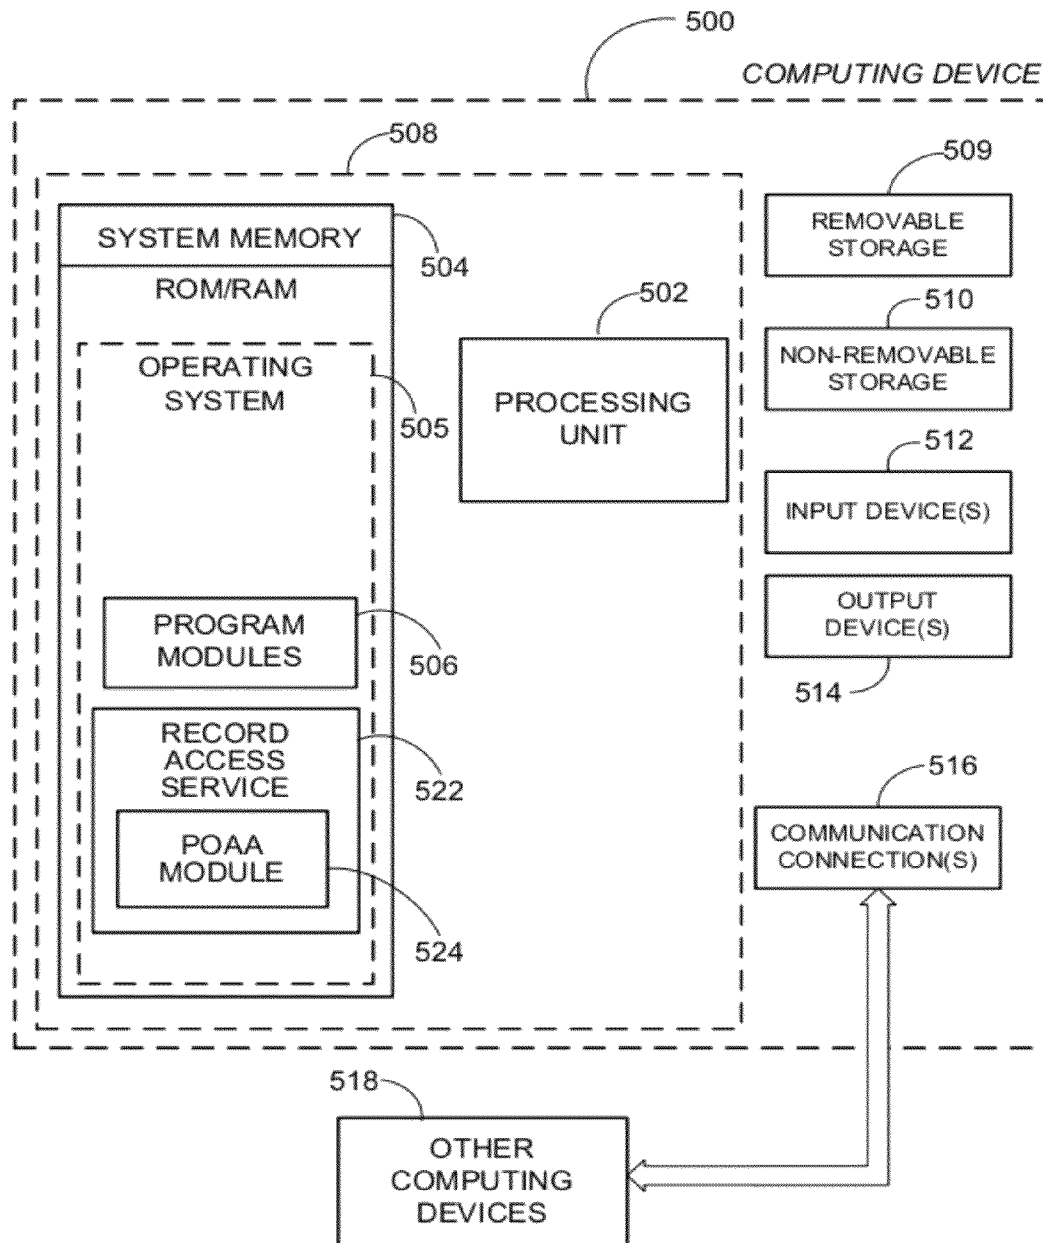 500
COMPUTING DEVICE
508
509
SYSTEM MEMORY
504
ROM/RAM
REMOVABLE
STORAGE
502
510
OPERATING
SYSTEM
505
PROCESSING
UNIT
NON-REMOVABLE
STORAGE
512
INPUT DEVICE(S)
OUTPUT
DEVICE(S)
514
PROGRAM
MODULES
506
RECORD
ACCESS
SERVICE
522
POAA
MODULE
524
516
COMMUNICATION
CONNECTION(S)
518
OTHER
COMPUTING
DEVICES